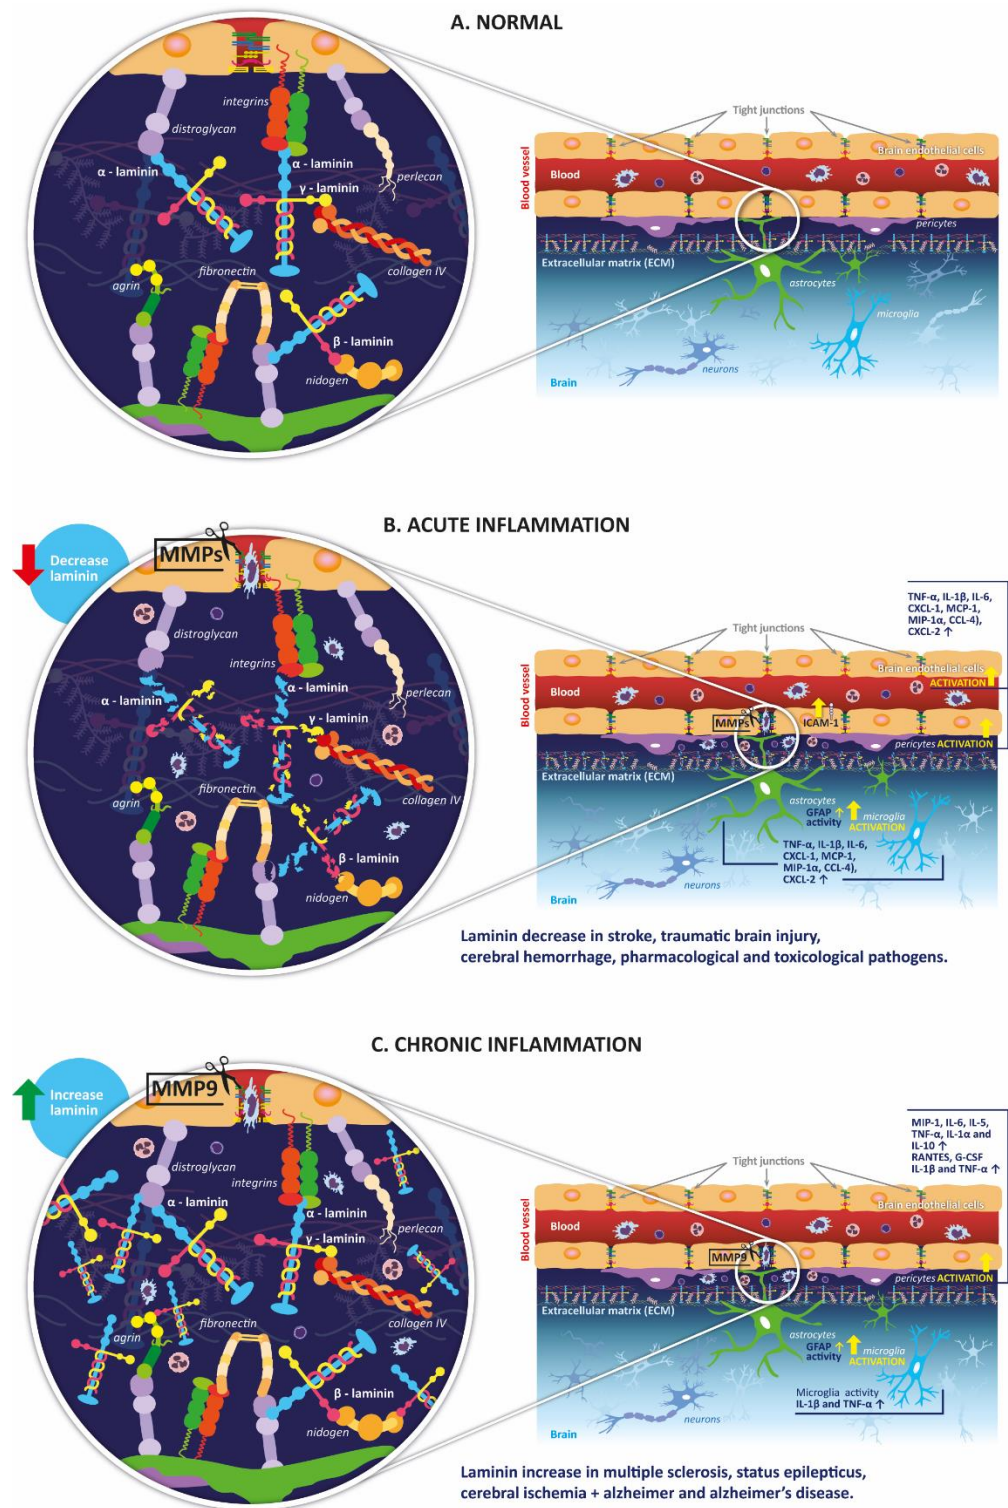 A. NORMAL
integrins
distroglycan
α - laminin
α - laminin
γ - laminin
perlecan
fibronectin
collagen IV
agrin
β - laminin
nidogen
Tight junctions
Brain endothelial cells
Blood vessel
Blood
pericytes
Extracellular matrix (ECM)
astrocytes
microglia
neurons
Brain
B. ACUTE INFLAMMATION
Decrease
laminin
MMPs
distroglycan
integrins
α - laminin
α - laminin
perlecan
γ - laminin
fibronectin
collagen IV
agrin
β - laminin
nidogen
TNF-α, IL-1β, IL-6,
CXCL-1, MCP-1,
MIP-1α, CCL-4),
CXCL-2 ↑
Tight junctions
Brain endothelial cells
ACTIVATION
Blood vessel
Blood
MMPs
ICAM-1
pericytes ACTIVATION
Extracellular matrix (ECM)
astrocytes
GFAP ↑
activity
microglia
ACTIVATION
TNF-α, IL-1β, IL-6,
CXCL-1, MCP-1,
MIP-1α, CCL-4),
CXCL-2 ↑
neurons
Brain
Laminin decrease in stroke, traumatic brain injury,
cerebral hemorrhage, pharmacological and toxicological pathogens.
C. CHRONIC INFLAMMATION
Increase
laminin
MMP9
distroglycan
integrins
α - laminin
α - laminin
γ - laminin
perlecan
fibronectin
collagen IV
agrin
β - laminin
nidogen
MIP-1, IL-6, IL-5,
TNF-α, IL-1α and
IL-10 ↑
RANTES, G-CSF
IL-1β and TNF-α ↑
Tight junctions
Brain endothelial cells
Blood vessel
Blood
MMP9
pericytes ACTIVATION
Extracellular matrix (ECM)
astrocytes
GFAP ↑
activity
microglia
ACTIVATION
Microglia activity
IL-1β and TNF-α ↑
neurons
Brain
Laminin increase in multiple sclerosis, status epilepticus,
cerebral ischemia + alzheimer and alzheimer's disease.